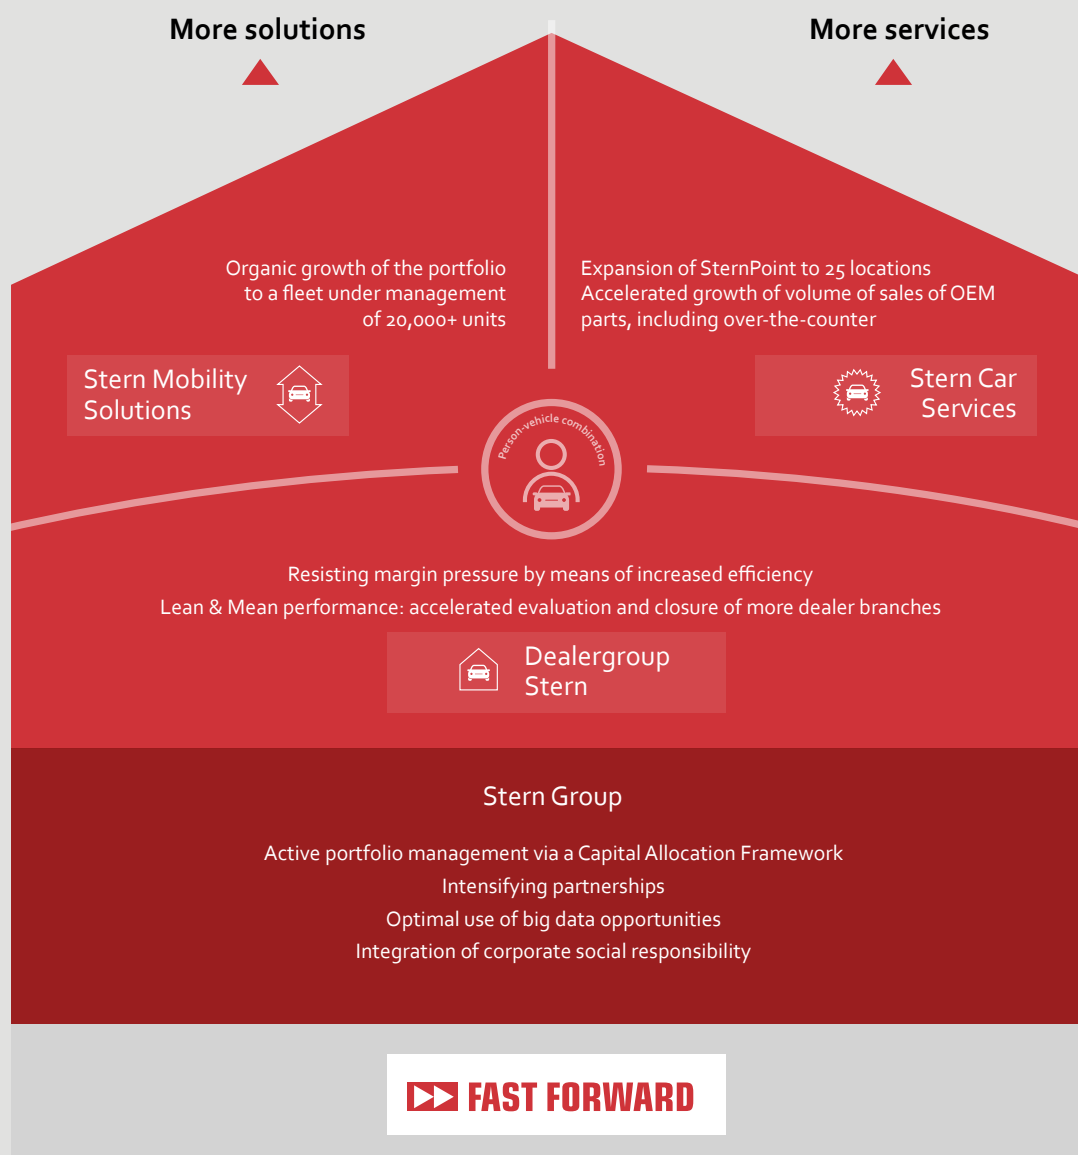 More solutions
More services
Organic growth of the portfolio
to a fleet under management
of 20,000+ units
Expansion of SternPoint to 25 locations
Accelerated growth of volume of sales of OEM
parts, including over-the-counter
Stern Mobility
Solutions
Stern Car
Services
Person-vehicle combination
Resisting margin pressure by means of increased efficiency
Lean & Mean performance: accelerated evaluation and closure of more dealer branches
Dealergroup
Stern
Stern Group
Active portfolio management via a Capital Allocation Framework
Intensifying partnerships
Optimal use of big data opportunities
Integration of corporate social responsibility
FAST FORWARD